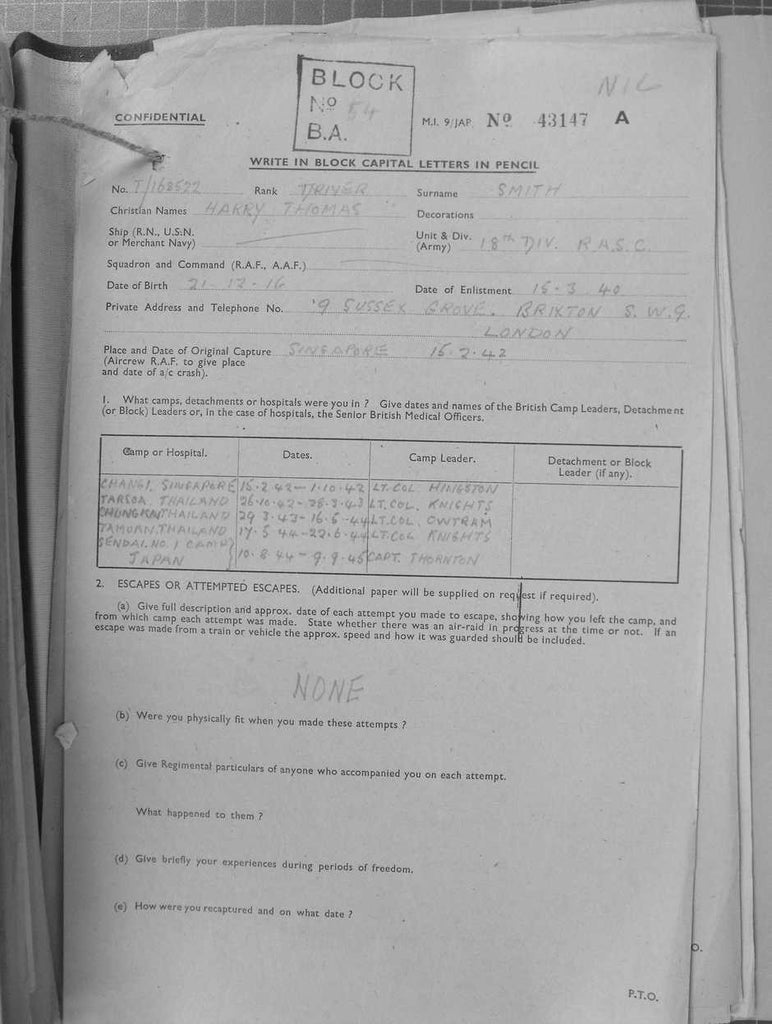 NIL
BLOCK
No 54
B.A.
CONFIDENTIAL
M.I. 9/JAP. No 43147 A
WRITE IN BLOCK CAPITAL LETTERS IN PENCIL
No. T/168522 Rank DRIVER Surname SMITH
Christian Names HARRY THOMAS Decorations
Ship (R.N., U.S.N.
or Merchant Navy)
Unit & Div.
(Army) 18TH DIV. R.A.S.C.
Squadron and Command (R.A.F., A.A.F.)
Date of Birth 21-12-16 Date of Enlistment 15-3-40
Private Address and Telephone No. 9 SUSSEX GROVE. BRIXTON S.W.9.
LONDON
Place and Date of Original Capture SINGAPORE 15-2-42
(Aircrew R.A.F. to give place
and date of a/c crash).
1. What camps, detachments or hospitals were you in ? Give dates and names of the British Camp Leaders, Detachment
(or Block) Leaders or, in the case of hospitals, the Senior British Medical Officers.
Camp or Hospital. Dates. Camp Leader. Detachment or Block
Leader (if any).
CHANGI, SINGAPORE 15-2-42-1-10-42 LT. COL. HINGSTON
TARSOA, THAILAND 26-10-42-28-3-43 LT. COL. KNIGHTS
CHUNGKAI THAILAND 29 3-43-16-5-44 LT. COL. OWTRAM
TAMUAN. THAILAND 17-5 44-22-6-44 LT. COL KNIGHTS
SENDAI. NO. 1 CAMP
JAPAN 10-8-44-9-9-45 CAPT. THORNTON
2. ESCAPES OR ATTEMPTED ESCAPES. (Additional paper will be supplied on request if required).
(a) Give full description and approx. date of each attempt you made to escape, showing how you left the camp, and
from which camp each attempt was made. State whether there was an air-raid in progress at the time or not. If an
escape was made from a train or vehicle the approx. speed and how it was guarded should be included.
NONE
(b) Were you physically fit when you made these attempts ?
(c) Give Regimental particulars of anyone who accompanied you on each attempt.
What happened to them ?
(d) Give briefly your experiences during periods of freedom.
(e) How were you recaptured and on what date ?
O.
P.T.O.